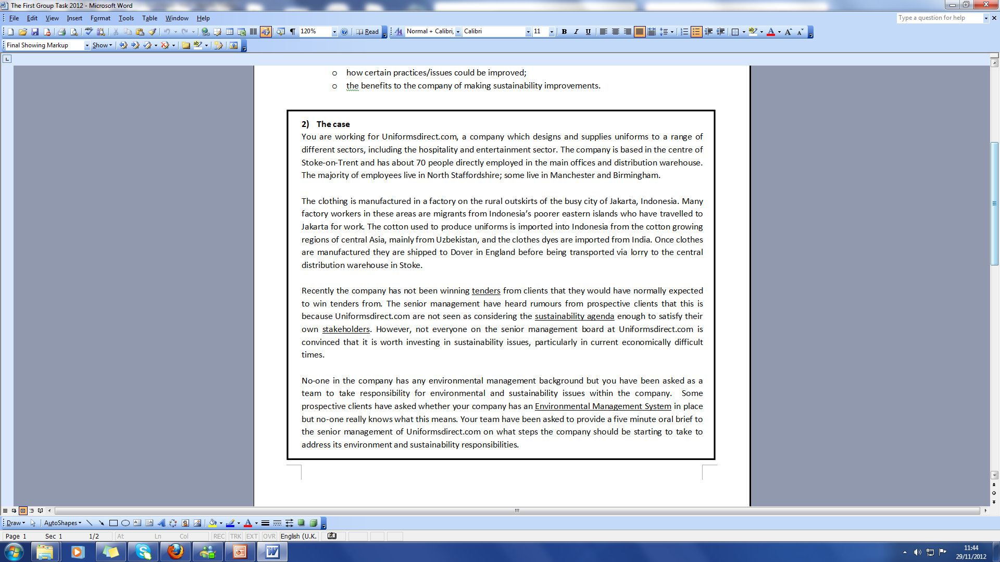 The First Group Task 2012 - Microsoft Word
File Edit View Insert Format Tools Table Window Help
Type a question for help
120% Read Normal + Calibri, Calibri 11 B I U
Final Showing Markup Show
o how certain practices/issues could be improved;
o the benefits to the company of making sustainability improvements.
2) The case
You are working for Uniformsdirect.com, a company which designs and supplies uniforms to a range of
different sectors, including the hospitality and entertainment sector. The company is based in the centre of
Stoke-on-Trent and has about 70 people directly employed in the main offices and distribution warehouse.
The majority of employees live in North Staffordshire; some live in Manchester and Birmingham.
The clothing is manufactured in a factory on the rural outskirts of the busy city of Jakarta, Indonesia. Many
factory workers in these areas are migrants from Indonesia’s poorer eastern islands who have travelled to
Jakarta for work. The cotton used to produce uniforms is imported into Indonesia from the cotton growing
regions of central Asia, mainly from Uzbekistan, and the clothes dyes are imported from India. Once clothes
are manufactured they are shipped to Dover in England before being transported via lorry to the central
distribution warehouse in Stoke.
Recently the company has not been winning tenders from clients that they would have normally expected
to win tenders from. The senior management have heard rumours from prospective clients that this is
because Uniformsdirect.com are not seen as considering the sustainability agenda enough to satisfy their
own stakeholders. However, not everyone on the senior management board at Uniformsdirect.com is
convinced that it is worth investing in sustainability issues, particularly in current economically difficult
times.
No-one in the company has any environmental management background but you have been asked as a
team to take responsibility for environmental and sustainability issues within the company. Some
prospective clients have asked whether your company has an Environmental Management System in place
but no-one really knows what this means. Your team have been asked to provide a five minute oral brief to
the senior management of Uniformsdirect.com on what steps the company should be starting to take to
address its environment and sustainability responsibilities.
Draw AutoShapes
Page 1 Sec 1 1/2 At Ln Col REC TRK EXT OVR English (U.K.
11:44
29/11/2012